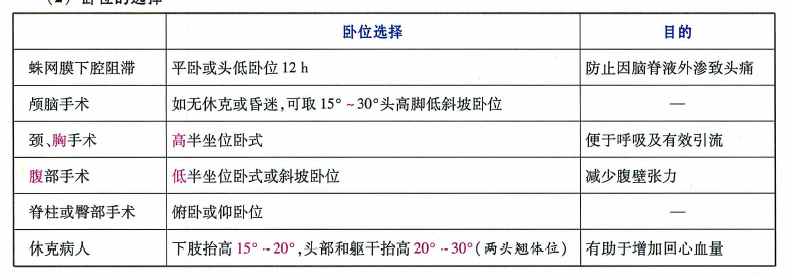 (2) 卧位的选择
卧位选择 目的
蛛网膜下腔阻滞 平卧或头低卧位 12 h 防止因脑脊液外渗致头痛
颅脑手术 如无休克或昏迷,可取 15°~30°头高脚低斜坡卧位 —
颈、胸手术 高半坐位卧式 便于呼吸及有效引流
腹部手术 低半坐位卧式或斜坡卧位 减少腹壁张力
脊柱或臀部手术 俯卧或仰卧位 —
休克病人 下肢抬高 15°~20°,头部和躯干抬高 20°~30°(两头翘体位) 有助于增加回心血量